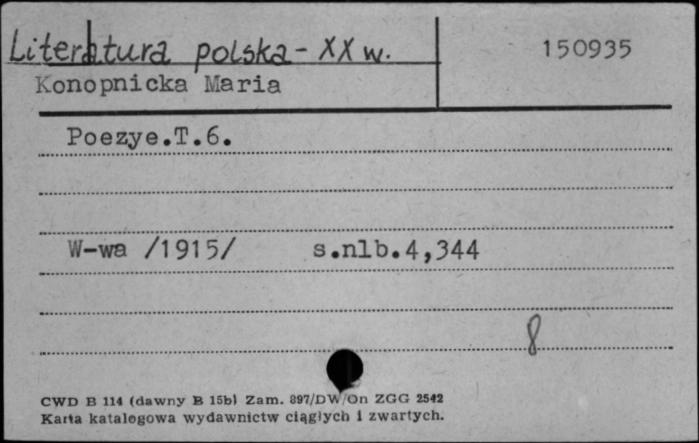 Literatura polska - XX w.
150935
Konopnicka Maria
Poezye.T.6.
W-wa /1915/ s.nlb.4,344
8
CWD B 114 (dawny B 15b) Zam. 897/DW/On ZGG 2542
Karta katalogowa wydawnictw ciągłych i zwartych.